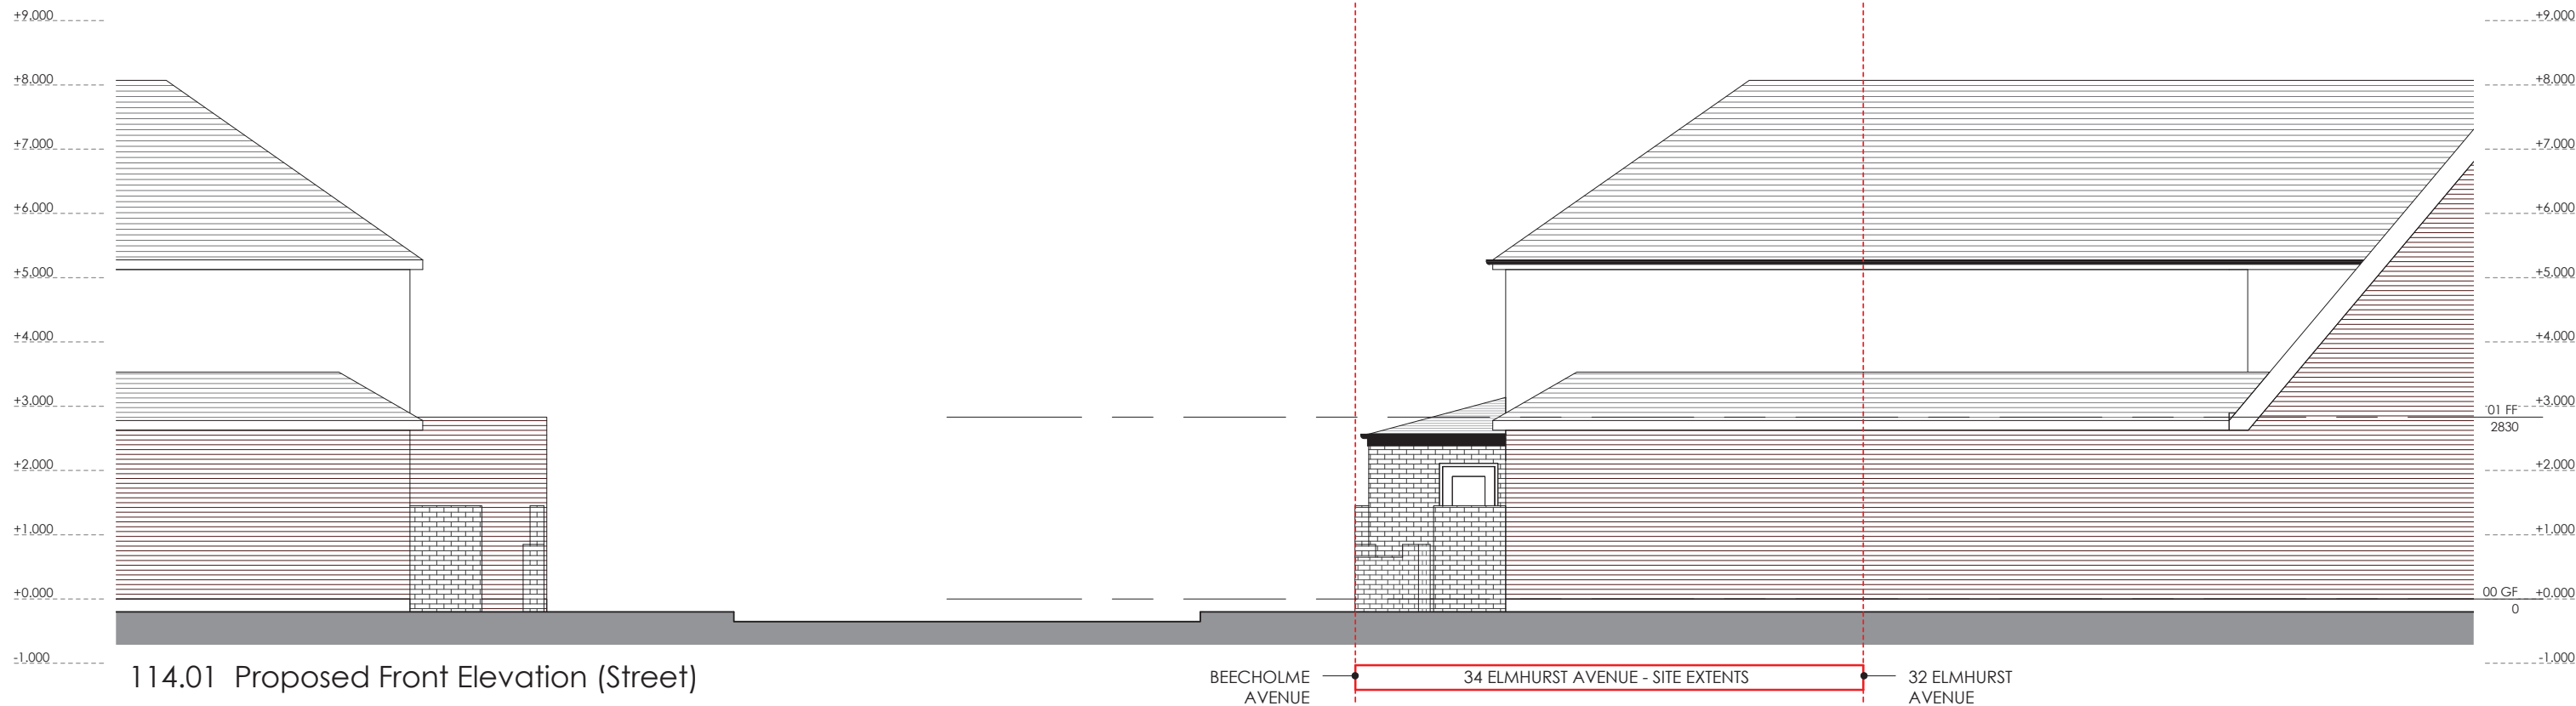 +9.000
+8.000
+7.000
+6.000
+5.000
+4.000
+3.000
+2.000
+1.000
+0.000
-1.000
+9.000
+8.000
+7.000
+6.000
+5.000
+4.000
+3.000
01 FF
2830
+2.000
+1.000
00 GF +0.000
0
-1.000
114.01 Proposed Front Elevation (Street)
BEECHOLME
AVENUE
34 ELMHURST AVENUE - SITE EXTENTS
32 ELMHURST
AVENUE